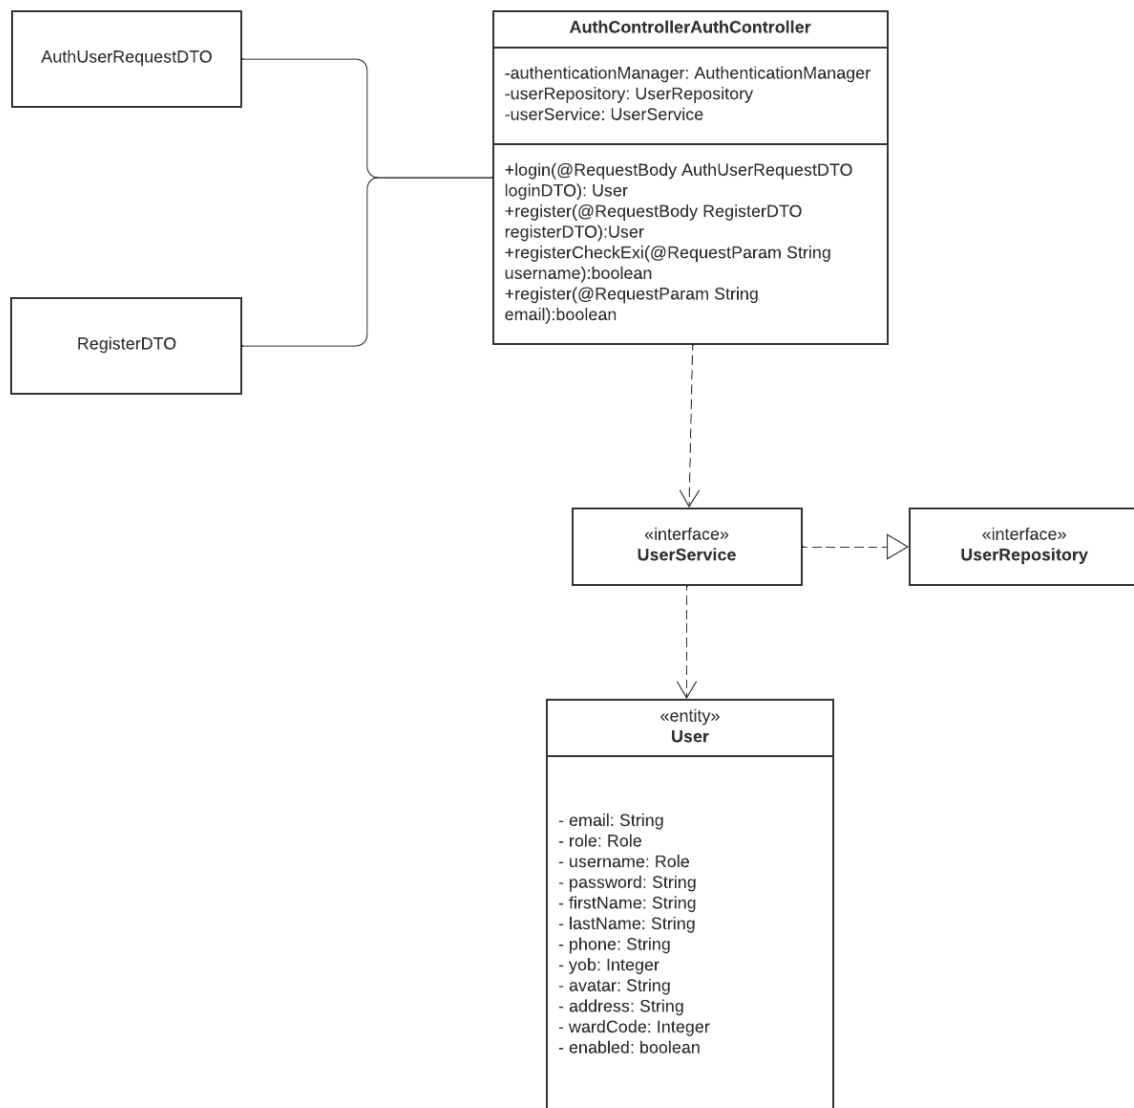 AuthUserRequestDTO
AuthControllerAuthController
-authenticationManager: AuthenticationManager
-userRepository: UserRepository
-userService: UserService
+login(@RequestBody AuthUserRequestDTO
loginDTO): User
+register(@RequestBody RegisterDTO
registerDTO):User
+registerCheckExi(@RequestParam String
username):boolean
+register(@RequestParam String
email):boolean
RegisterDTO
«interface»
UserService
«interface»
UserRepository
«entity»
User
- email: String
- role: Role
- username: Role
- password: String
- firstName: String
- lastName: String
- phone: String
- yob: Integer
- avatar: String
- address: String
- wardCode: Integer
- enabled: boolean